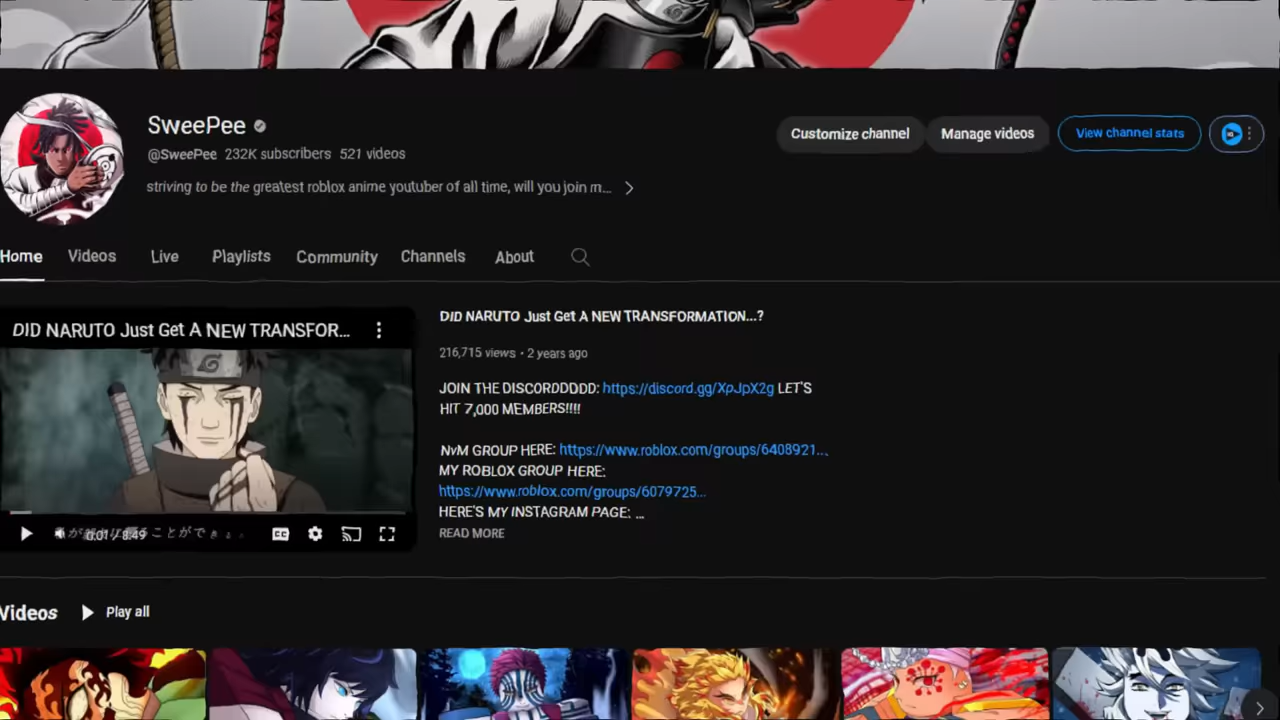 SweePee
Customize channel
Manage videos
View channel stats
@SweePee 232K subscribers 521 videos
striving to be the greatest roblox anime youtuber of all time, will you join m...
Home Videos Live Playlists Community Channels About
DID NARUTO Just Get A NEW TRANSFOR...
DID NARUTO Just Get A NEW TRANSFORMATION...?
216,715 views • 2 years ago
JOIN THE DISCORDDDDD: https://discord.gg/XpJpX2g LET'S
HIT 7,000 MEMBERS!!!!
NxM GROUP HERE: https://www.roblox.com/groups/6408921...
MY ROBLOX GROUP HERE:
https://www.roblox.com/groups/6079725...
HERE'S MY INSTAGRAM PAGE: ...
READ MORE
0:01 / 8:49
CC
Videos Play all